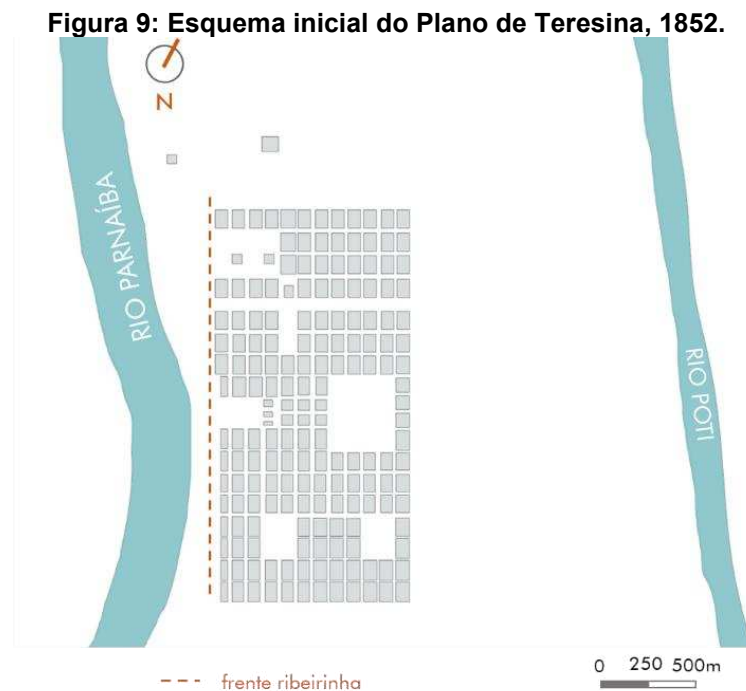 Figura 9: Esquema inicial do Plano de Teresina, 1852.
N
RIO PARNAÍBA
RIO POTI
0 250 500m
--- frente ribeirinha